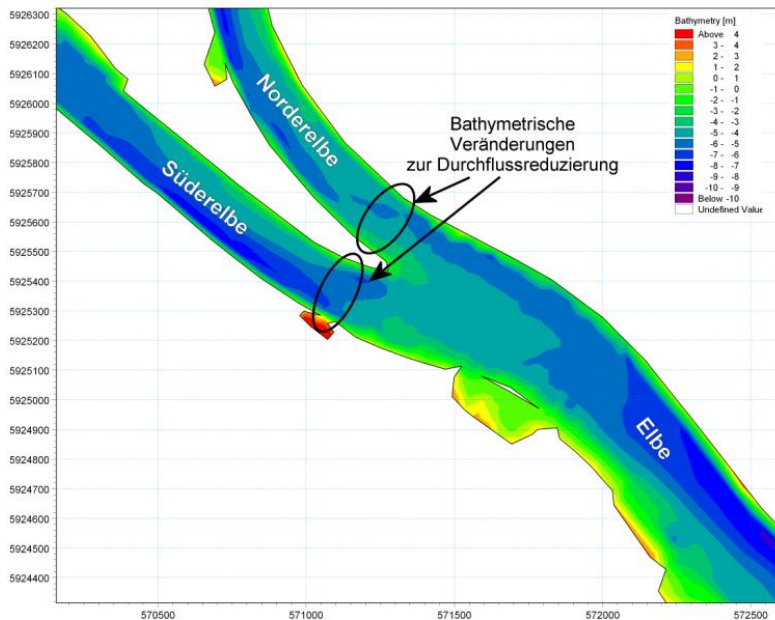 5926300
5926200
5926100
5926000
5925900
5925800
5925700
5925600
5925500
5925400
5925300
5925200
5925100
5925000
5924900
5924800
5924700
5924600
5924500
5924400
570500
571000
571500
572000
572500
Norderelbe
Süderelbe
Elbe
Bathymetrische
Veränderungen
zur Durchflussreduzierung
Bathymetry [m]
Above 4
3 - 4
2 - 3
1 - 2
0 - 1
-1 - 0
-2 - -1
-3 - -2
-4 - -3
-5 - -4
-6 - -5
-7 - -6
-8 - -7
-9 - -8
-10 - -9
Below -10
Undefined Value